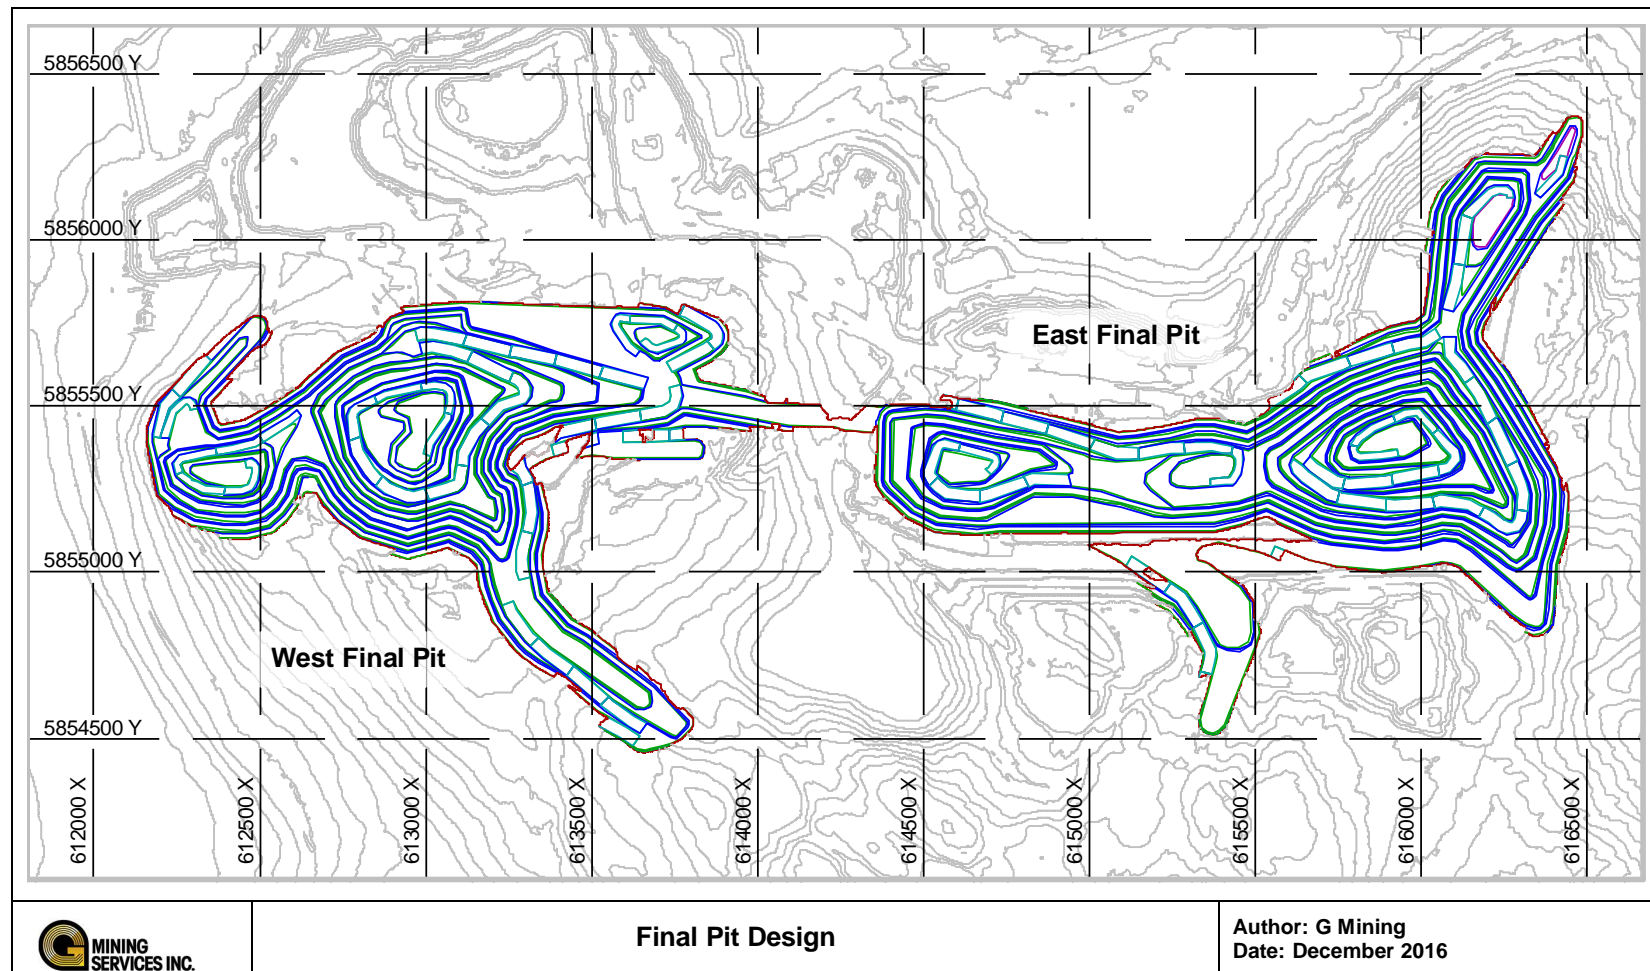 5856500 Y
5856000 Y
East Final Pit
5855500 Y
5855000 Y
West Final Pit
5854500 Y
612000 X
612500 X
613000 X
613500 X
614000 X
614500 X
615000 X
615500 X
616000 X
616500 X
G
MINING
SERVICES INC.
Final Pit Design
Author: G Mining
Date: December 2016